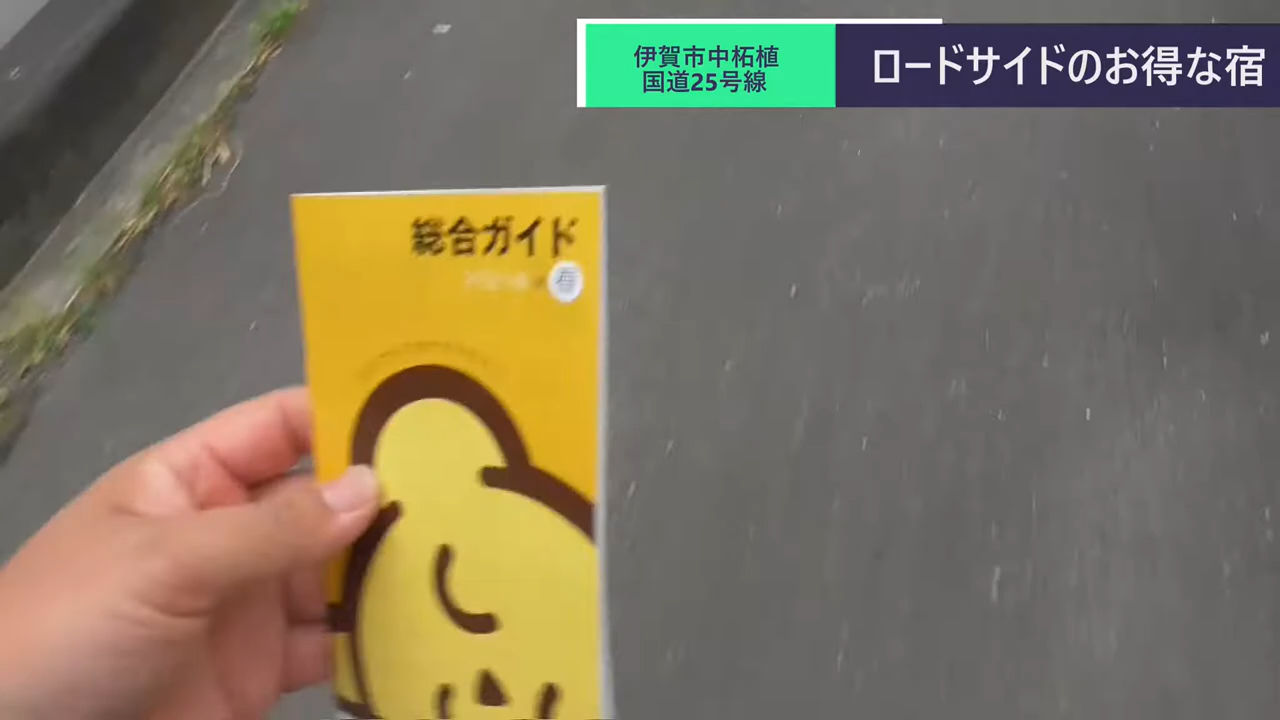 伊賀市中柘植
国道25号線
ロードサイドのお得な宿
総合ガイド
春